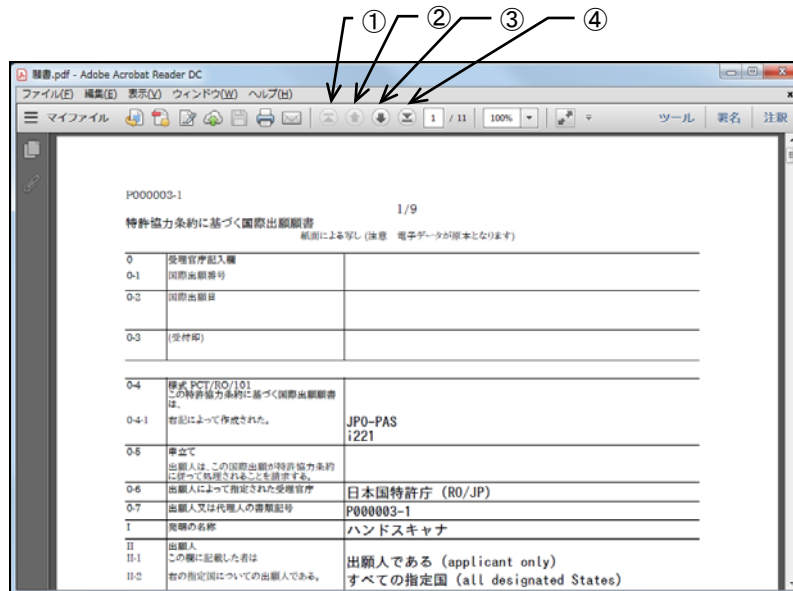 ① ② ③ ④
願書.pdf - Adobe Acrobat Reader DC
ファイル(F) 編集(E) 表示(V) ウィンドウ(W) ヘルプ(H)
マイファイル 1 / 11 100% ツール 署名 注釈
P000003-1
1/9
特許協力条約に基づく国際出願願書
紙面による写し(注意 電子データが原本となります)
0 受理官庁記入欄
0-1 国際出願番号
0-2 国際出願日
0-3 (受付印)
0-4 様式 PCT/RO/101
この特許協力条約に基づく国際出願願書
は、
0-4-1 右記によって作成された。 JPO-PAS
i221
0-5 申立て
出願人は、この国際出願が特許協力条約
に従って処理されることを請求する。
0-6 出願人によって指定された受理官庁 日本国特許庁 (RO/JP)
0-7 出願人又は代理人の書類記号 P000003-1
I 発明の名称 ハンドスキャナ
II 出願人
II-1 この欄に記載した者は 出願人である (applicant only)
II-2 右の指定国についての出願人である。 すべての指定国 (all designated States)